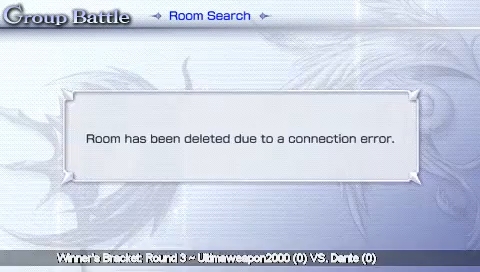 Group Battle
Room Search
Room has been deleted due to a connection error.
Winner's Bracket: Round 3 ~ Ultimaweapon2000 (0) VS. Dante (0)